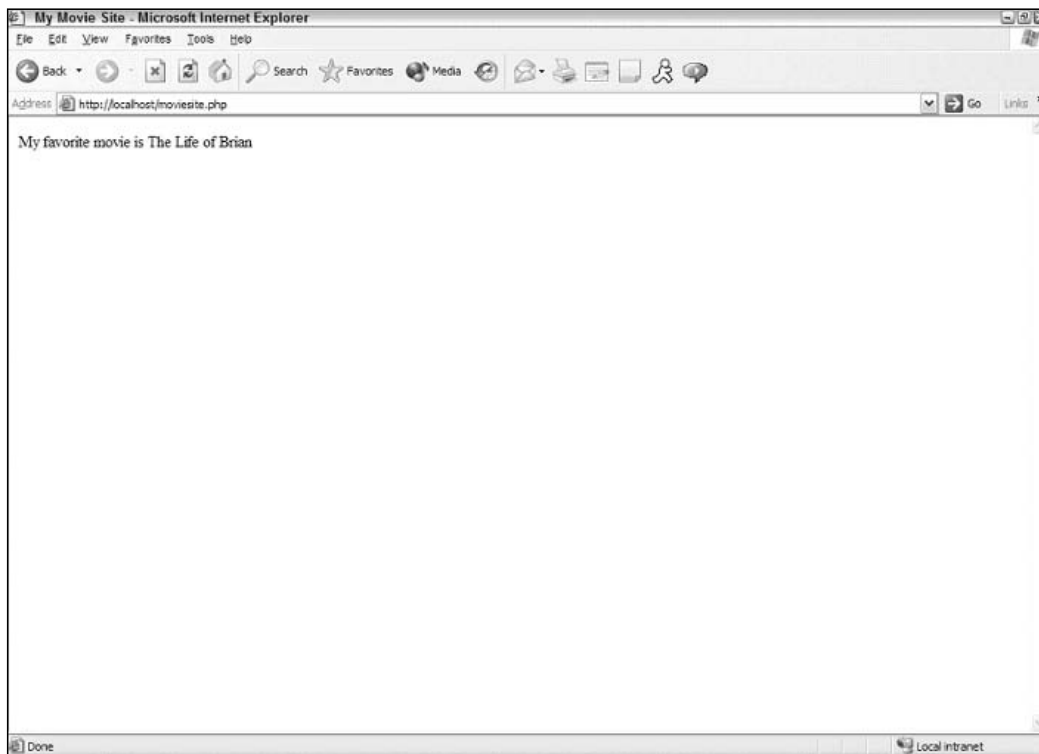 My Movie Site - Microsoft Internet Explorer
File Edit View Favorites Tools Help
Back Search Favorites Media
Address http://localhost/moviesite.php Go Links
My favorite movie is The Life of Brian
Done Local intranet